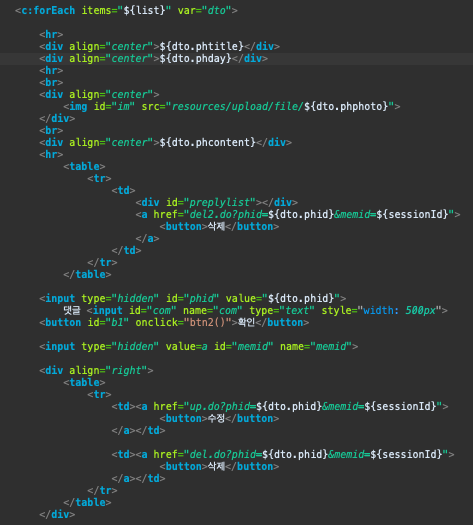 <c:forEach items="${list}" var="dto">
<hr>
<div align="center">${dto.phtitle}</div>
<div align="center">${dto.phday}</div>
<hr>
<br>
<div align="center">
<img id="im" src="resources/upload/file/${dto.phphoto}">
</div>
<br>
<div align="center">${dto.phcontent}</div>
<hr>
<table>
<tr>
<td>
<div id="preplylist"></div>
<a href="del2.do?phid=${dto.phid}&memid=${sessionId}">
<button>삭제</button>
</a>
</td>
</tr>
</table>
<input type="hidden" id="phid" value="${dto.phid}">
댓글 <input id="com" name="com" type="text" style="width: 500px">
<button id="b1" onclick="btn2()">확인</button>
<input type="hidden" value=a id="memid" name="memid">
<div align="right">
<table>
<tr>
<td><a href="up.do?phid=${dto.phid}&memid=${sessionId}">
<button>수정</button>
</a></td>
<td><a href="del.do?phid=${dto.phid}&memid=${sessionId}">
<button>삭제</button>
</a></td>
</tr>
</table>
</div>